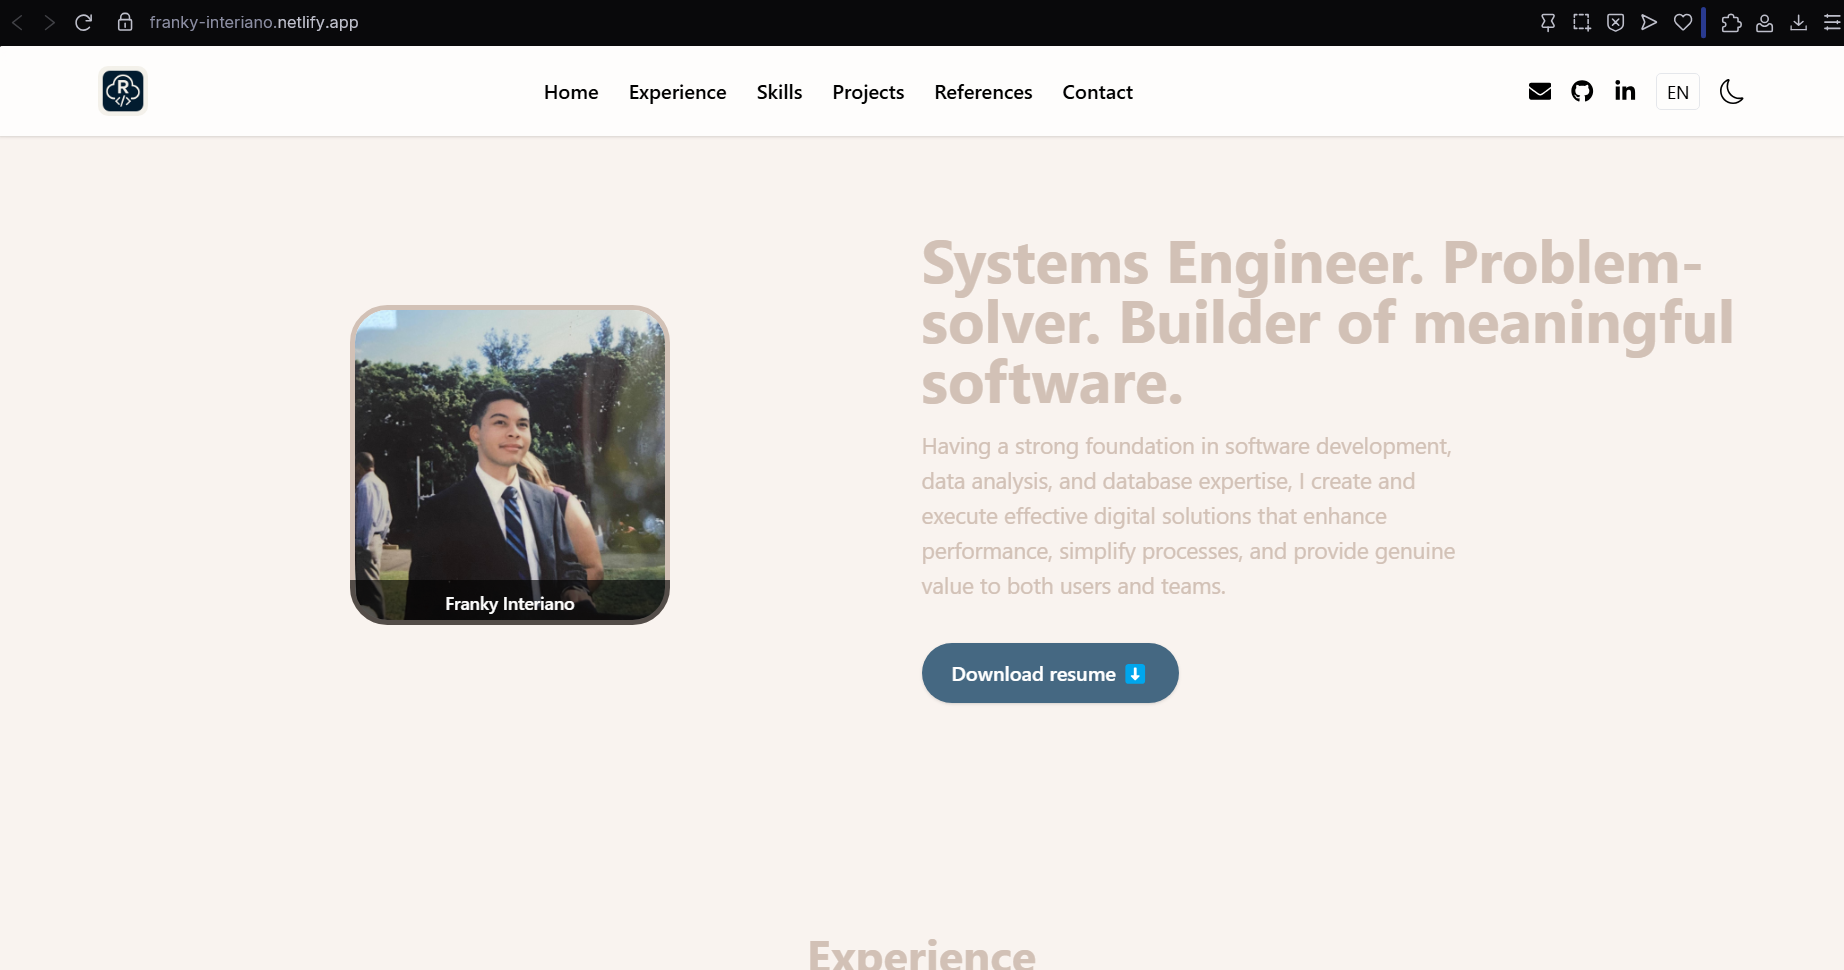 franky-interiano.netlify.app
R
</>
Home Experience Skills Projects References Contact
in
EN
Systems Engineer. Problem-
solver. Builder of meaningful
software.
Having a strong foundation in software development,
data analysis, and database expertise, I create and
execute effective digital solutions that enhance
performance, simplify processes, and provide genuine
value to both users and teams.
Franky Interiano
Download resume ⬇️
Experience